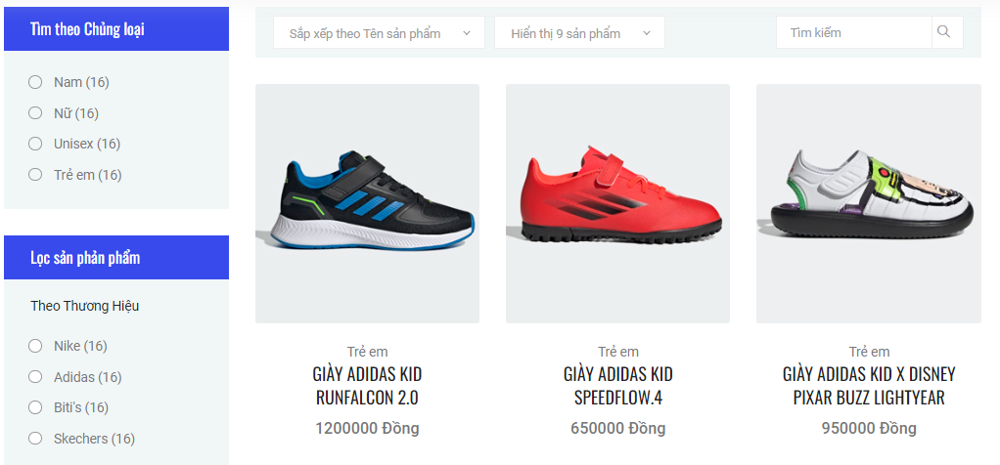 Tìm theo Chủng loại
Nam (16)
Nữ (16)
Unisex (16)
Trẻ em (16)
Lọc sản phản phẩm
Theo Thương Hiệu
Nike (16)
Adidas (16)
Biti's (16)
Skechers (16)
Sắp xếp theo Tên sản phẩm
Hiển thị 9 sản phẩm
Tìm kiếm
Trẻ em
GIÀY ADIDAS KID
RUNFALCON 2.0
1200000 Đồng
Trẻ em
GIÀY ADIDAS KID
SPEEDFLOW.4
650000 Đồng
Trẻ em
GIÀY ADIDAS KID X DISNEY
PIXAR BUZZ LIGHTYEAR
950000 Đồng